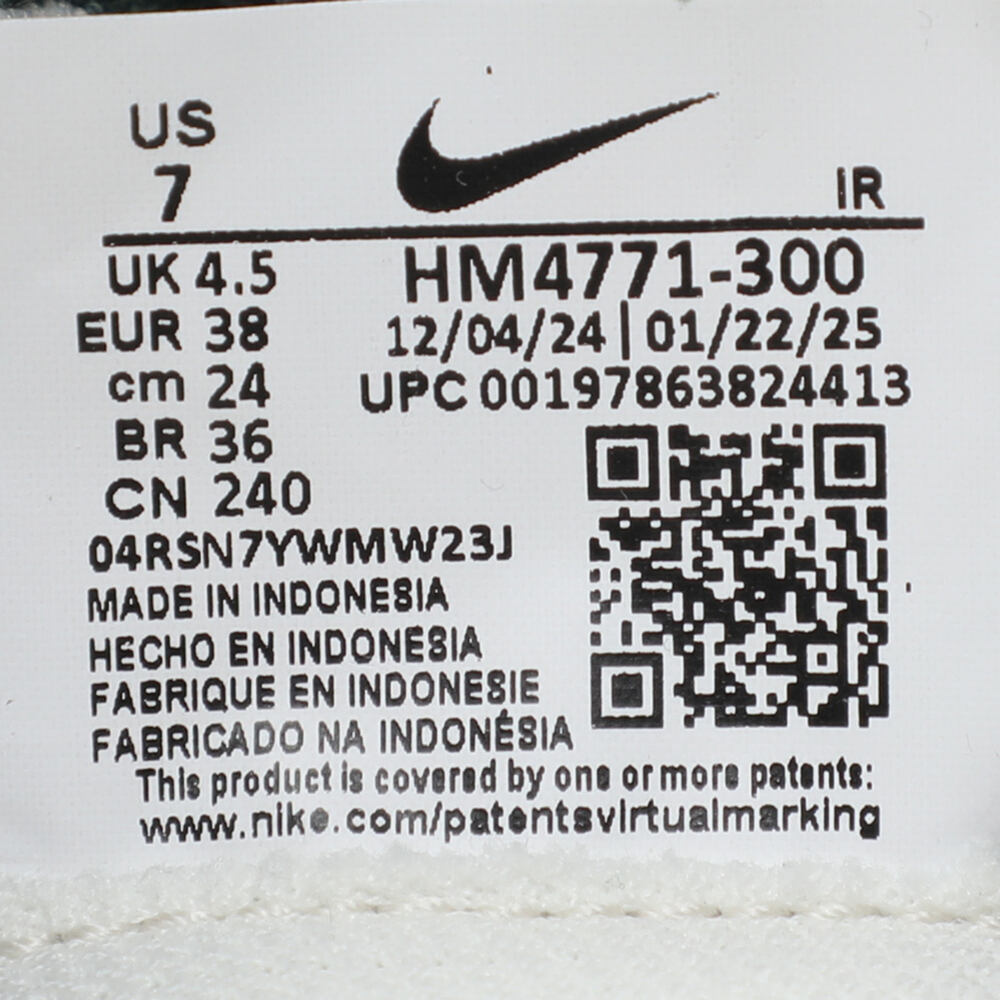 US
7
IR
UK 4.5
EUR 38
cm 24
BR 36
CN 240
HM4771-300
12/04/24 | 01/22/25
UPC 00197863824413
04RSN7YWMW23J
MADE IN INDONESIA
HECHO EN INDONESIA
FABRIQUE EN INDONESIE
FABRICADO NA INDONÉSIA
This product is covered by one or more patents:
www.nike.com/patentsvirtualmarking